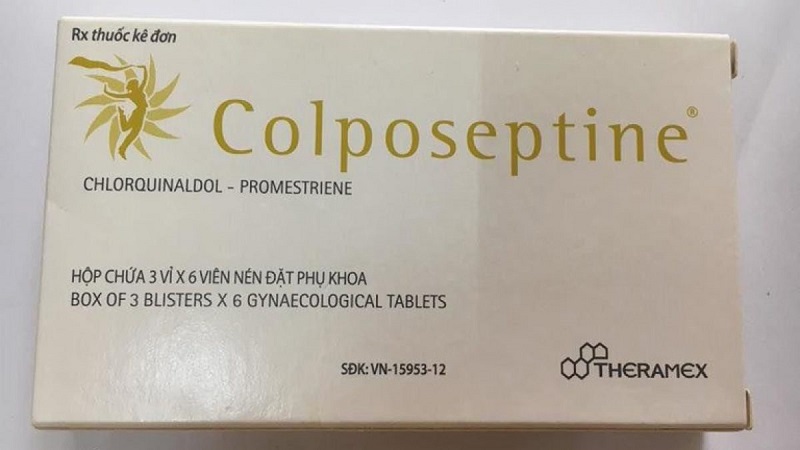 Rx thuốc kê đơn
Colposeptine®
CHLORQUINALDOL - PROMESTRIENE
HỘP CHỨA 3 VỈ X 6 VIÊN NÉN ĐẶT PHỤ KHOA
BOX OF 3 BLISTERS X 6 GYNAECOLOGICAL TABLETS
SĐK: VN-15953-12
THERAMEX